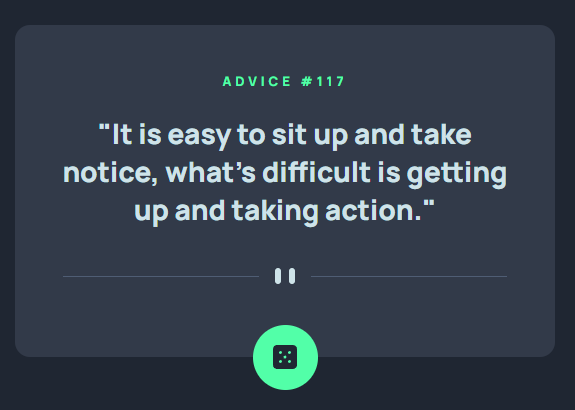 ADVICE #117
"It is easy to sit up and take
notice, what's difficult is getting
up and taking action."